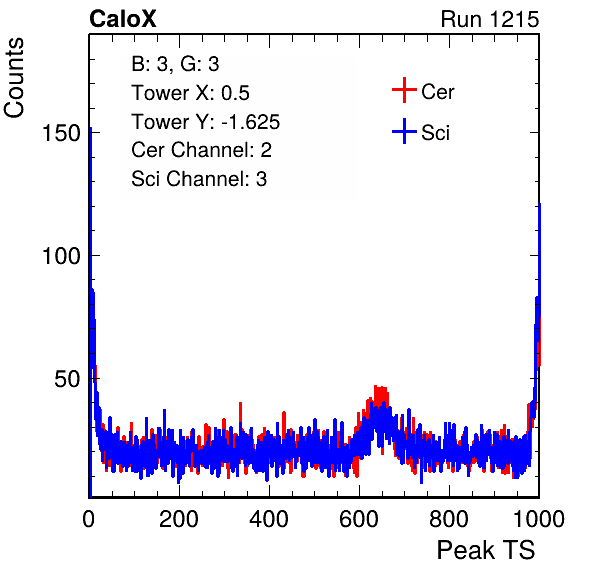 CaloX Run 1215
Counts
B: 3, G: 3
Tower X: 0.5
Tower Y: -1.625
Cer Channel: 2
Sci Channel: 3
Cer
Sci
150
100
50
0 200 400 600 800 1000
Peak TS